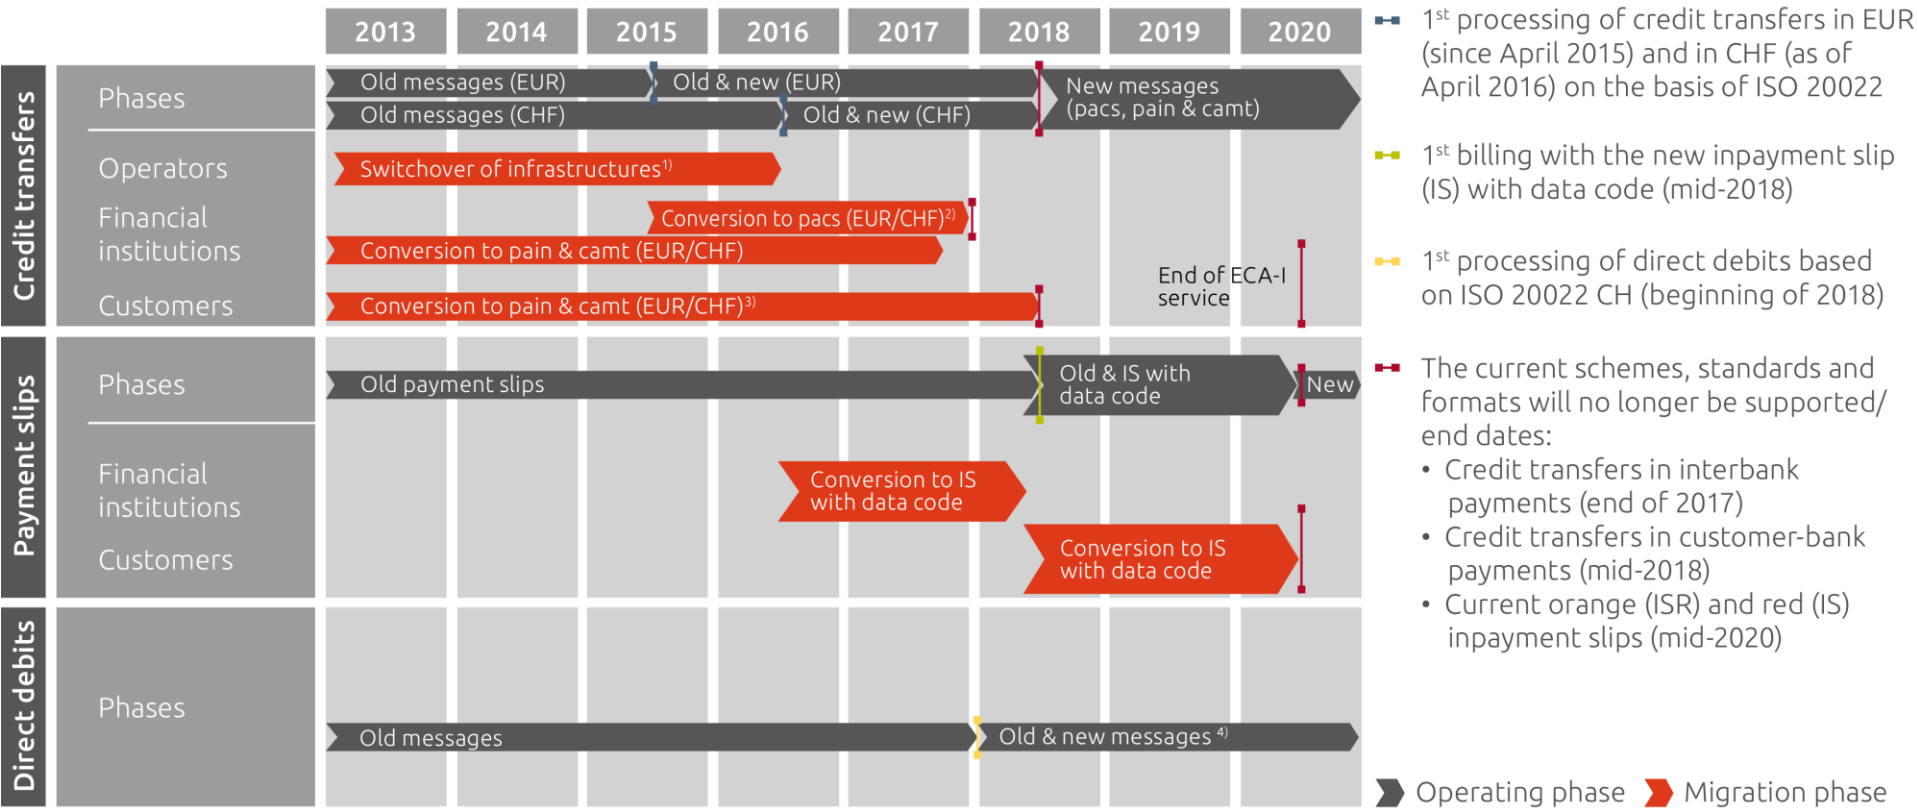 2013 2014 2015 2016 2017 2018 2019 2020
Credit transfers
Phases
Old messages (EUR)
Old & new (EUR)
Old messages (CHF)
Old & new (CHF)
New messages
(pacs, pain & camt)
Operators
Switchover of infrastructures¹⁾
Financial
institutions
Conversion to pacs (EUR/CHF)²⁾
Conversion to pain & camt (EUR/CHF)
End of ECA-I
service
Customers
Conversion to pain & camt (EUR/CHF)³⁾
Payment slips
Phases
Old payment slips
Old & IS with
data code
New
Financial
institutions
Conversion to IS
with data code
Customers
Conversion to IS
with data code
Direct debits
Phases
Old messages
Old & new messages ⁴⁾
1st processing of credit transfers in EUR
(since April 2015) and in CHF (as of
April 2016) on the basis of ISO 20022
1st billing with the new inpayment slip
(IS) with data code (mid-2018)
1st processing of direct debits based
on ISO 20022 CH (beginning of 2018)
The current schemes, standards and
formats will no longer be supported/
end dates:
• Credit transfers in interbank
payments (end of 2017)
• Credit transfers in customer-bank
payments (mid-2018)
• Current orange (ISR) and red (IS)
inpayment slips (mid-2020)
Operating phase
Migration phase